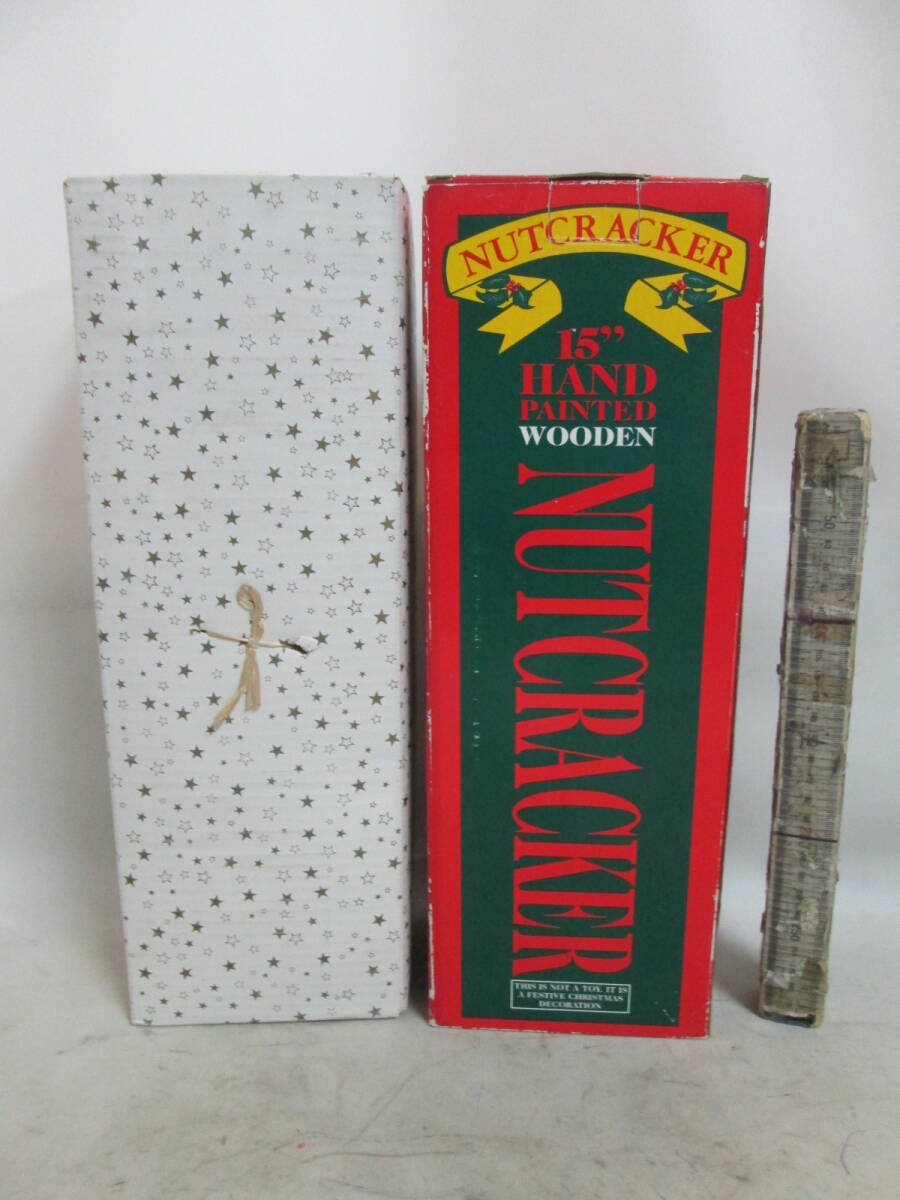 NUTCRACKER
15”
HAND
PAINTED
WOODEN
NUTCRACKER
THIS IS NOT A TOY. IT IS
A FESTIVE CHRISTMAS
DECORATION